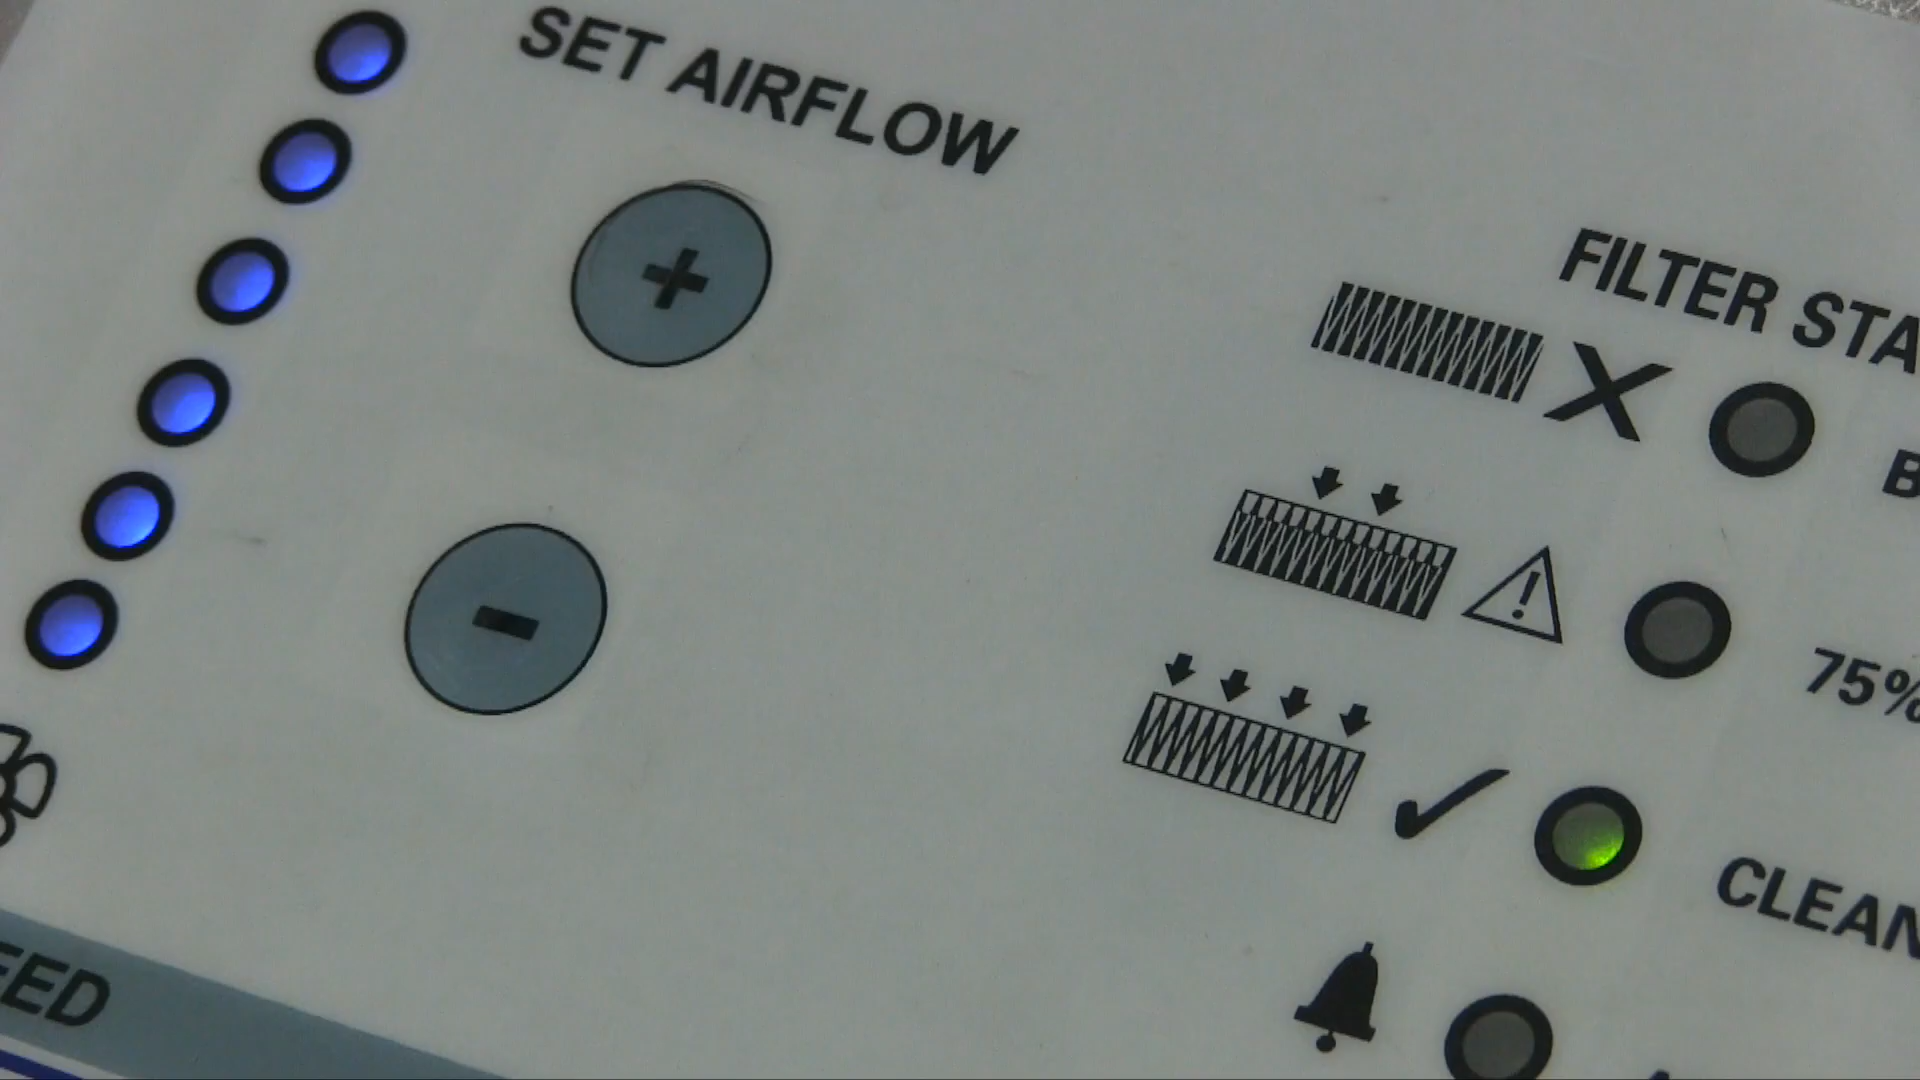 SET AIRFLOW
+
-
FILTER STA
B
75%
CLEAN
EED